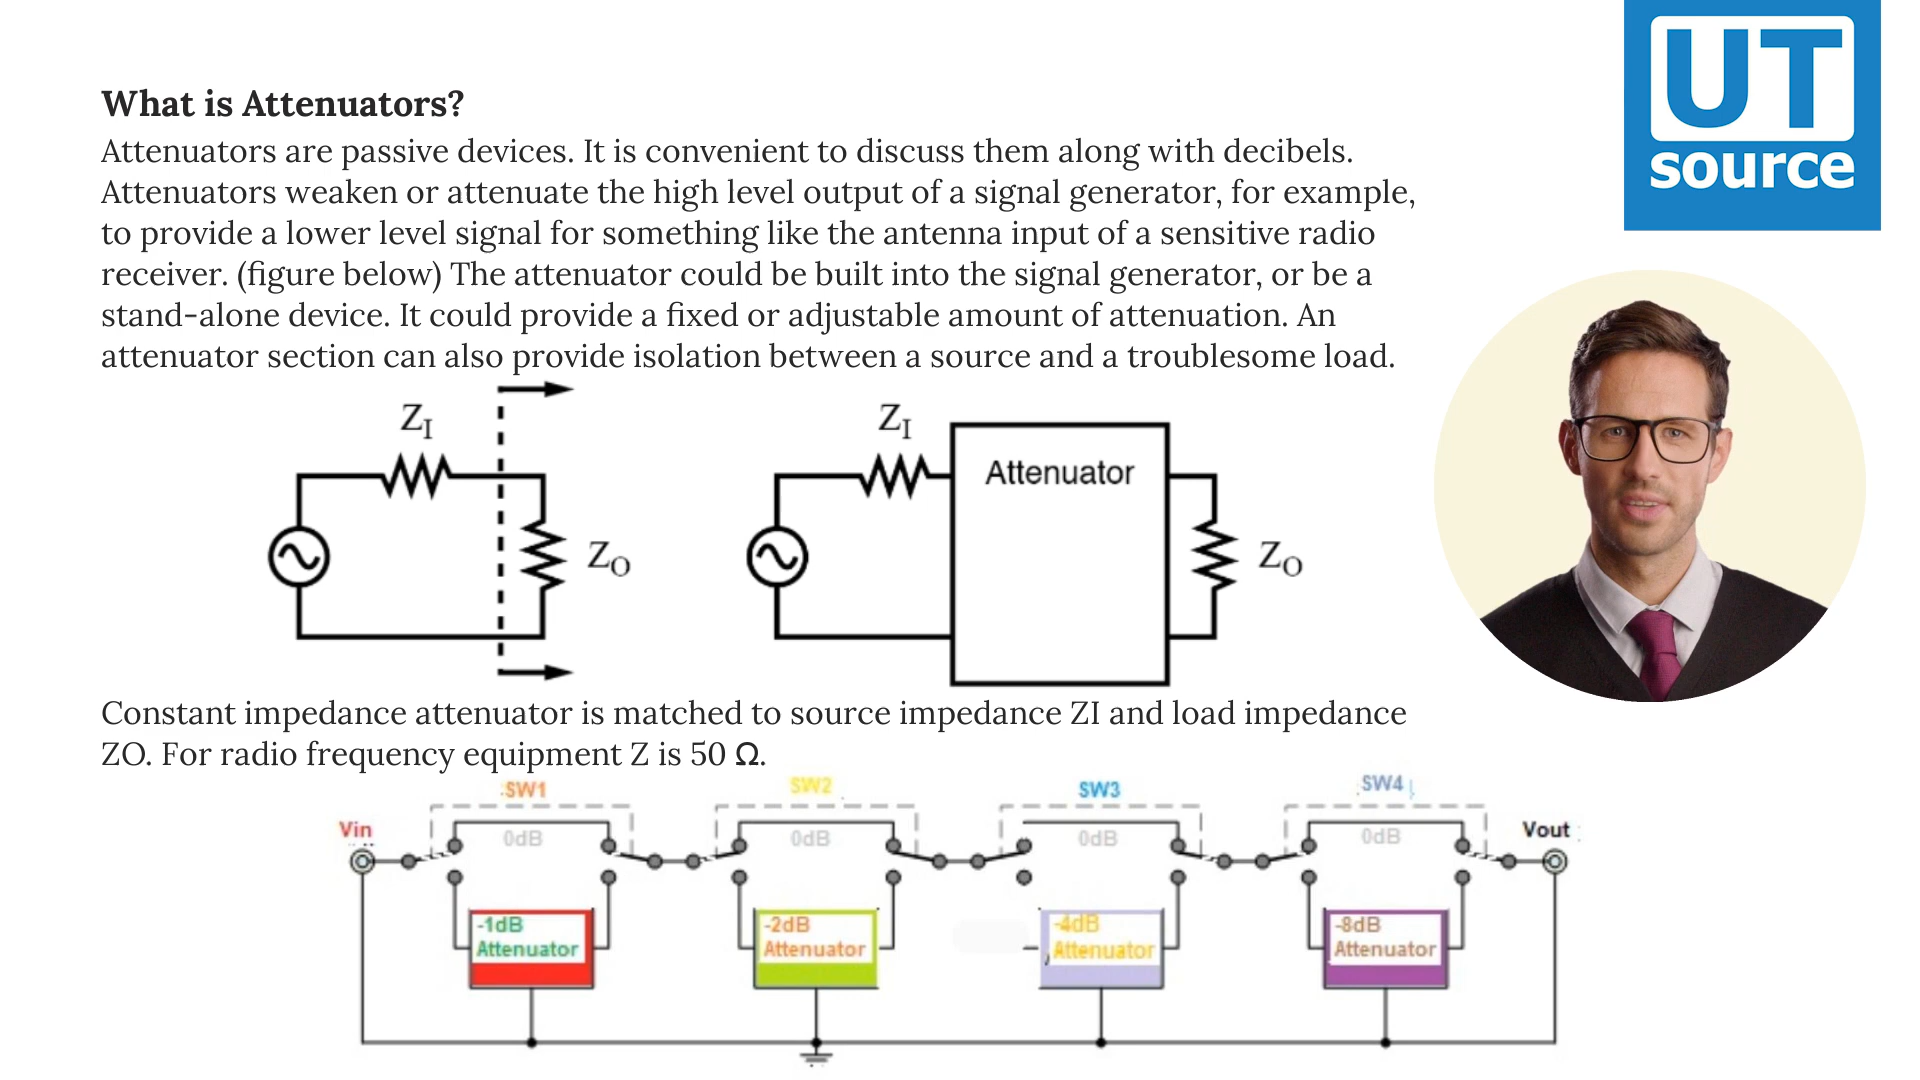 UT
source
What is Attenuators?
Attenuators are passive devices. It is convenient to discuss them along with decibels.
Attenuators weaken or attenuate the high level output of a signal generator, for example,
to provide a lower level signal for something like the antenna input of a sensitive radio
receiver. (figure below) The attenuator could be built into the signal generator, or be a
stand-alone device. It could provide a fixed or adjustable amount of attenuation. An
attenuator section can also provide isolation between a source and a troublesome load.
ZI
ZO
ZI
Attenuator
ZO
Constant impedance attenuator is matched to source impedance ZI and load impedance
ZO. For radio frequency equipment Z is 50 Ω.
SW1 SW2 SW3 SW4
Vin 0dB 0dB 0dB 0dB Vout
-1dB
Attenuator
-2dB
Attenuator
-4dB
Attenuator
-8dB
Attenuator